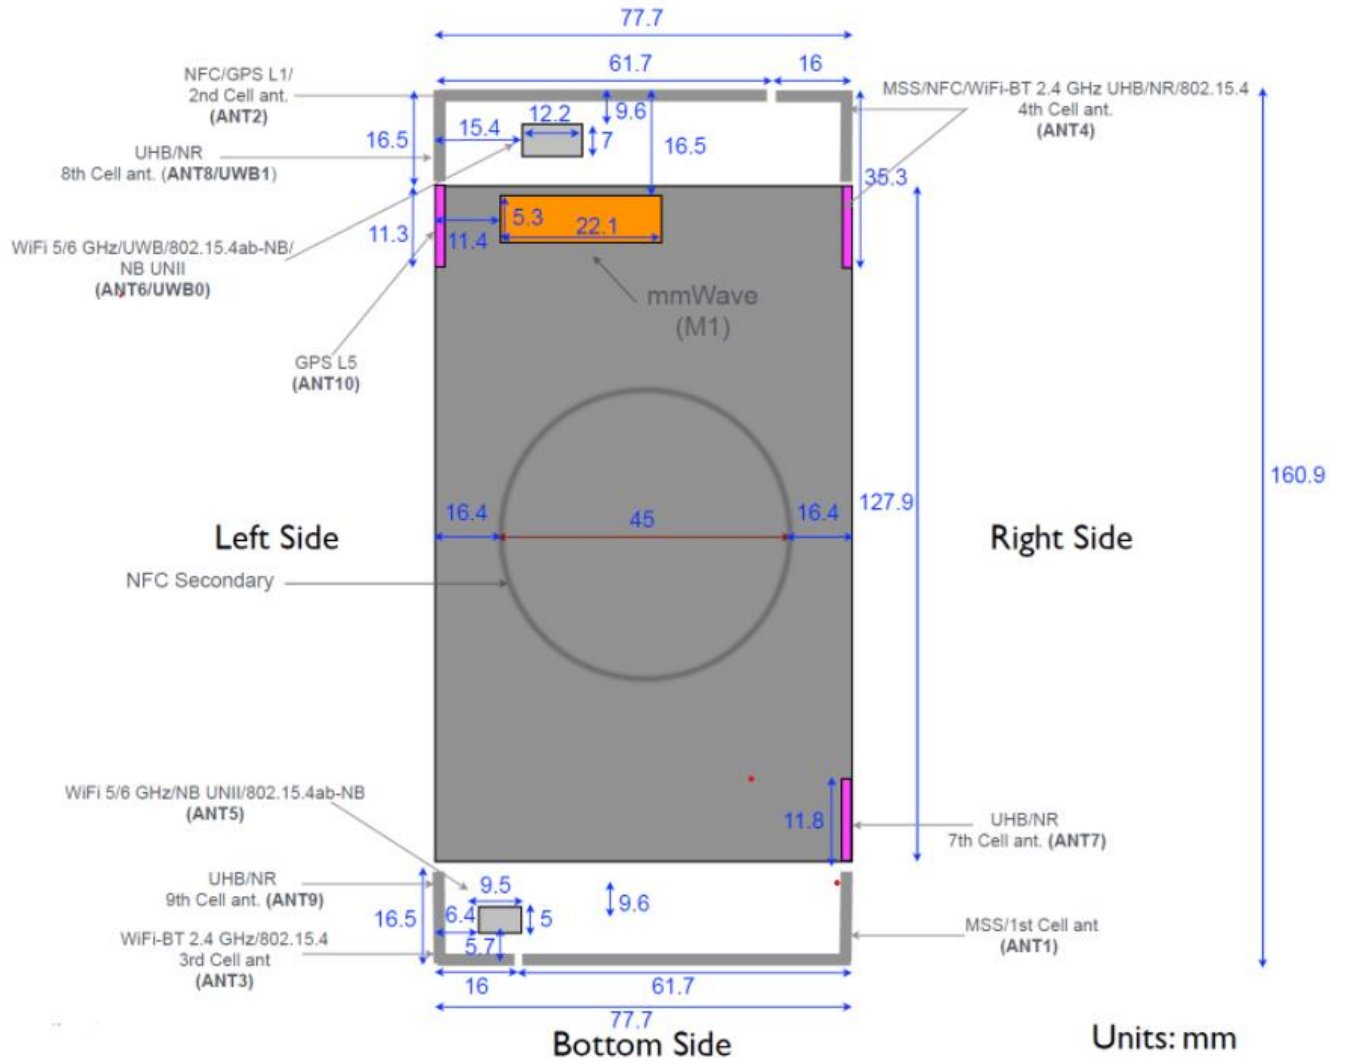 77.7
61.7
16
NFC/GPS L1/
2nd Cell ant.
(ANT2)
MSS/NFC/WiFi-BT 2.4 GHz UHB/NR/802.15.4
4th Cell ant.
(ANT4)
16.5
15.4
12.2
9.6
7
16.5
UHB/NR
8th Cell ant. (ANT8/UWB1)
35.3
11.3
11.4
5.3
22.1
WiFi 5/6 GHz/UWB/802.15.4ab-NB/
NB UNII
(ANT6/UWB0)
mmWave
(M1)
GPS L5
(ANT10)
160.9
127.9
16.4
45
16.4
Left Side
Right Side
NFC Secondary
WiFi 5/6 GHz/NB UNII/802.15.4ab-NB
(ANT5)
11.8
UHB/NR
7th Cell ant. (ANT7)
UHB/NR
9th Cell ant. (ANT9)
16.5
9.5
6.4
5
9.6
5.7
WiFi-BT 2.4 GHz/802.15.4
3rd Cell ant
(ANT3)
MSS/1st Cell ant
(ANT1)
16
61.7
77.7
Bottom Side
Units: mm